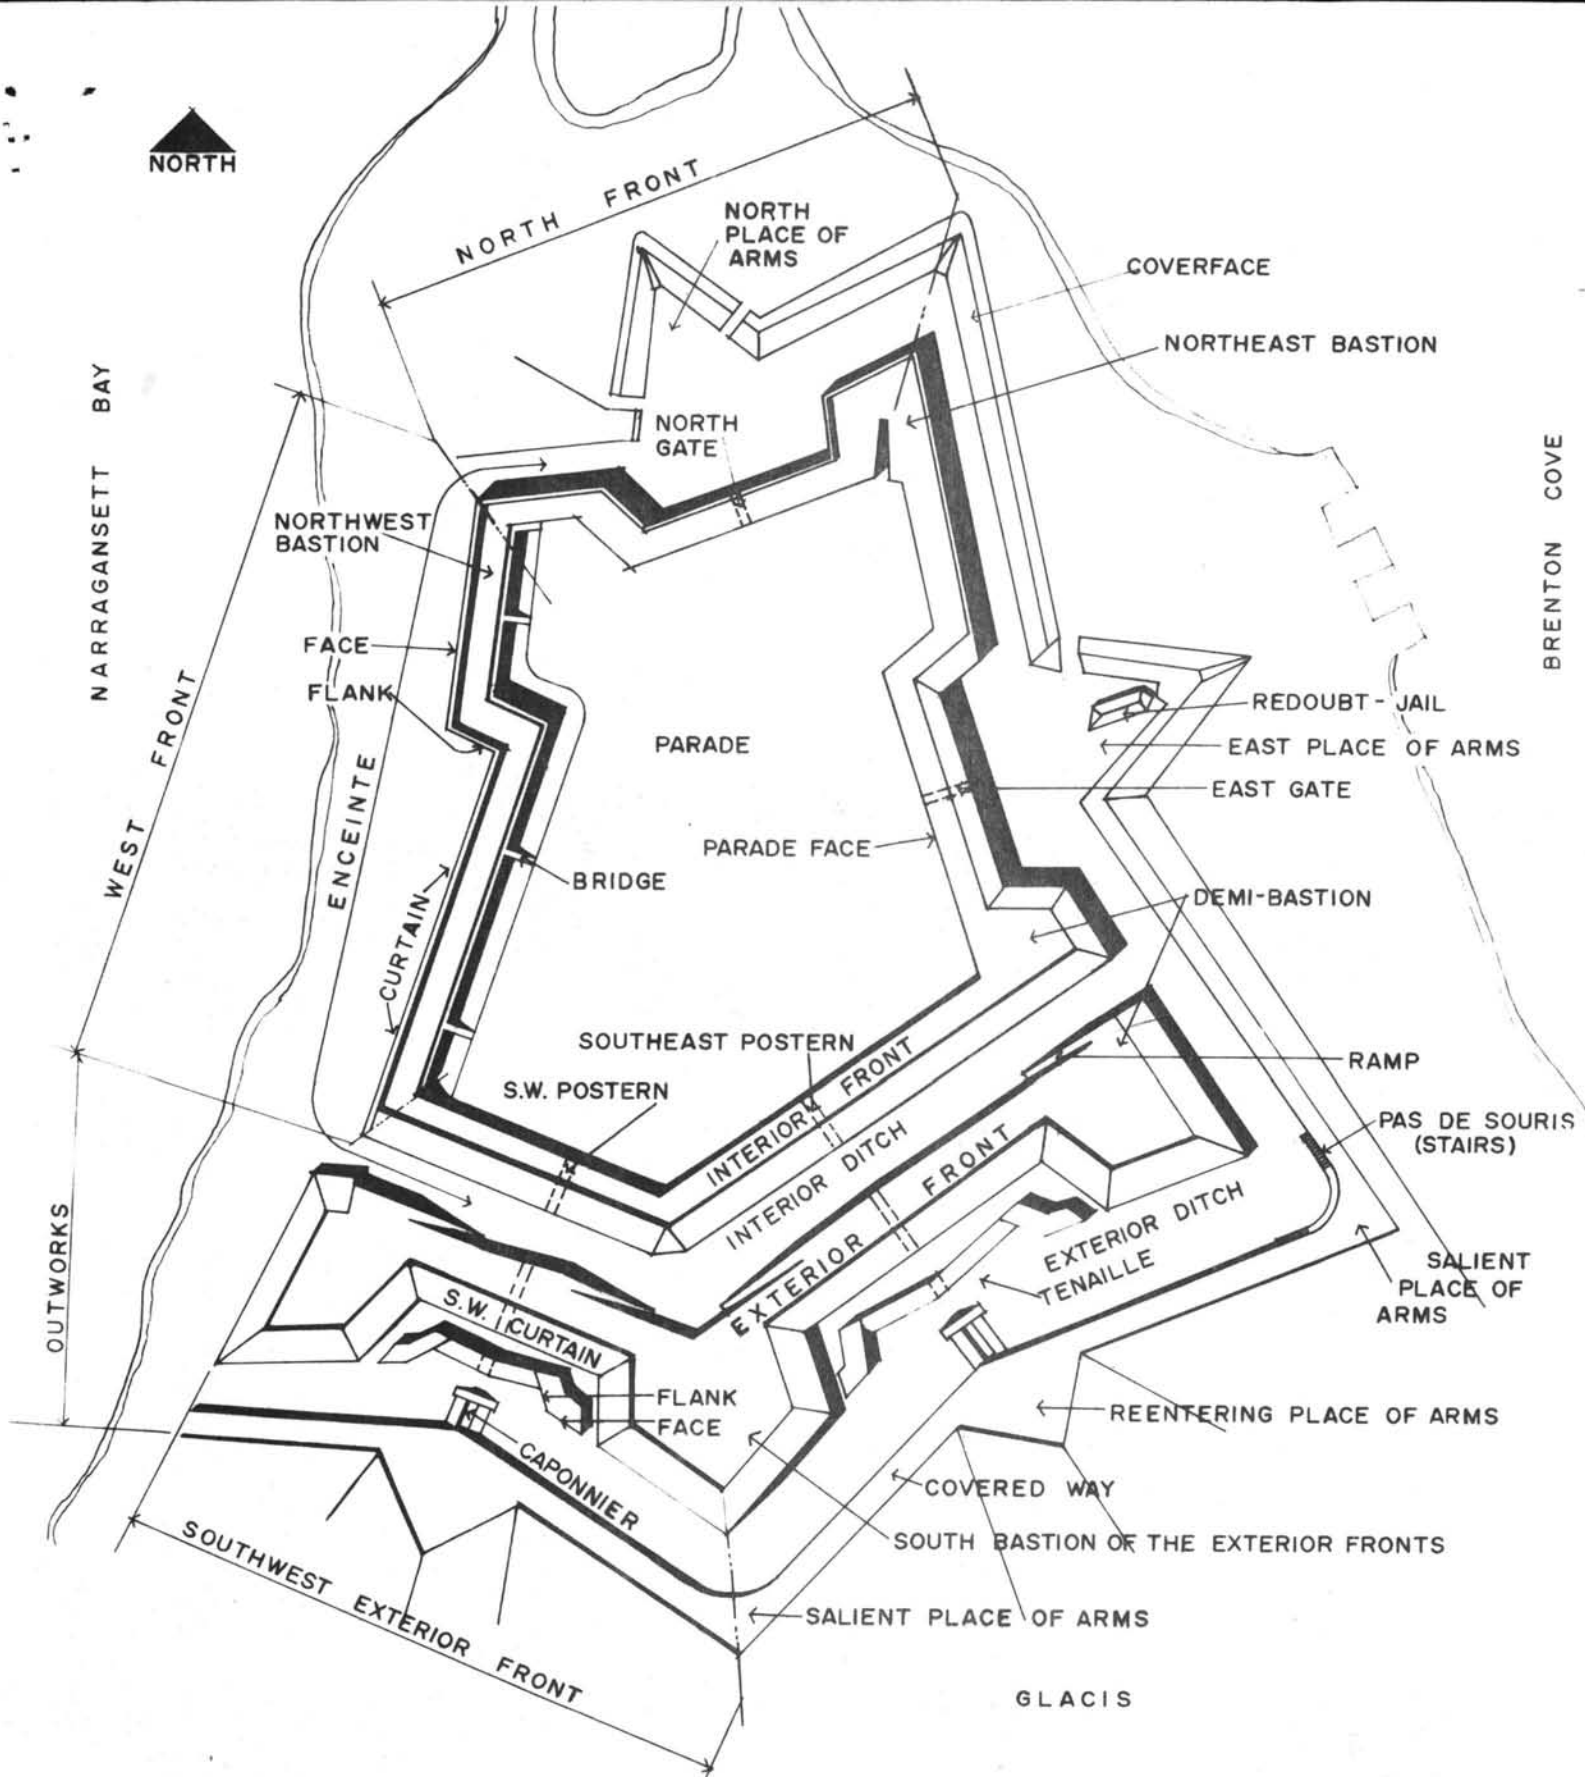 NORTH
NORTH FRONT
NORTH
PLACE OF
ARMS
COVERFACE
NORTHEAST BASTION
NARRAGANSETT BAY
BRENTON COVE
NORTH
GATE
NORTHWEST
BASTION
FACE
FLANK
WEST FRONT
ENCEINTE
PARADE
REDOUBT - JAIL
EAST PLACE OF ARMS
EAST GATE
PARADE FACE
BRIDGE
CURTAIN
DEMI-BASTION
SOUTHEAST POSTERN
S.W. POSTERN
INTERIOR FRONT
INTERIOR DITCH
RAMP
PAS DE SOURIS
(STAIRS)
EXTERIOR FRONT
EXTERIOR DITCH
TENAILLE
SALIENT
PLACE OF
ARMS
OUTWORKS
S.W. CURTAIN
FLANK
FACE
CAPONNIER
REENTERING PLACE OF ARMS
COVERED WAY
SOUTH BASTION OF THE EXTERIOR FRONTS
SALIENT PLACE OF ARMS
SOUTHWEST EXTERIOR FRONT
GLACIS